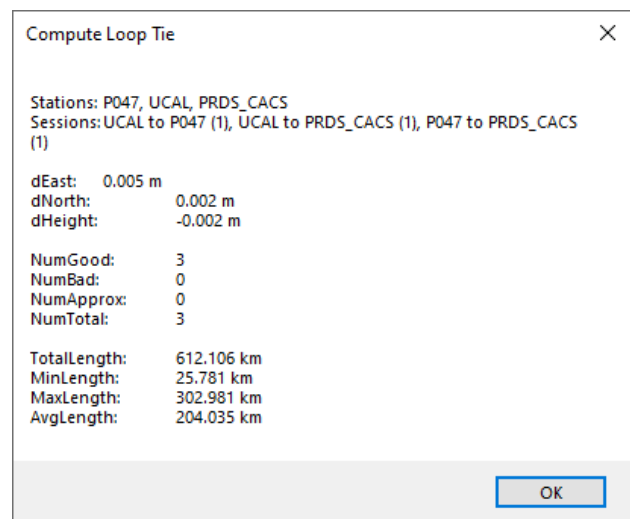 Compute Loop Tie
Stations: P047, UCAL, PRDS_CACS
Sessions: UCAL to P047 (1), UCAL to PRDS_CACS (1), P047 to PRDS_CACS
(1)
dEast: 0.005 m
dNorth: 0.002 m
dHeight: -0.002 m
NumGood: 3
NumBad: 0
NumApprox: 0
NumTotal: 3
TotalLength: 612.106 km
MinLength: 25.781 km
MaxLength: 302.981 km
AvgLength: 204.035 km
OK